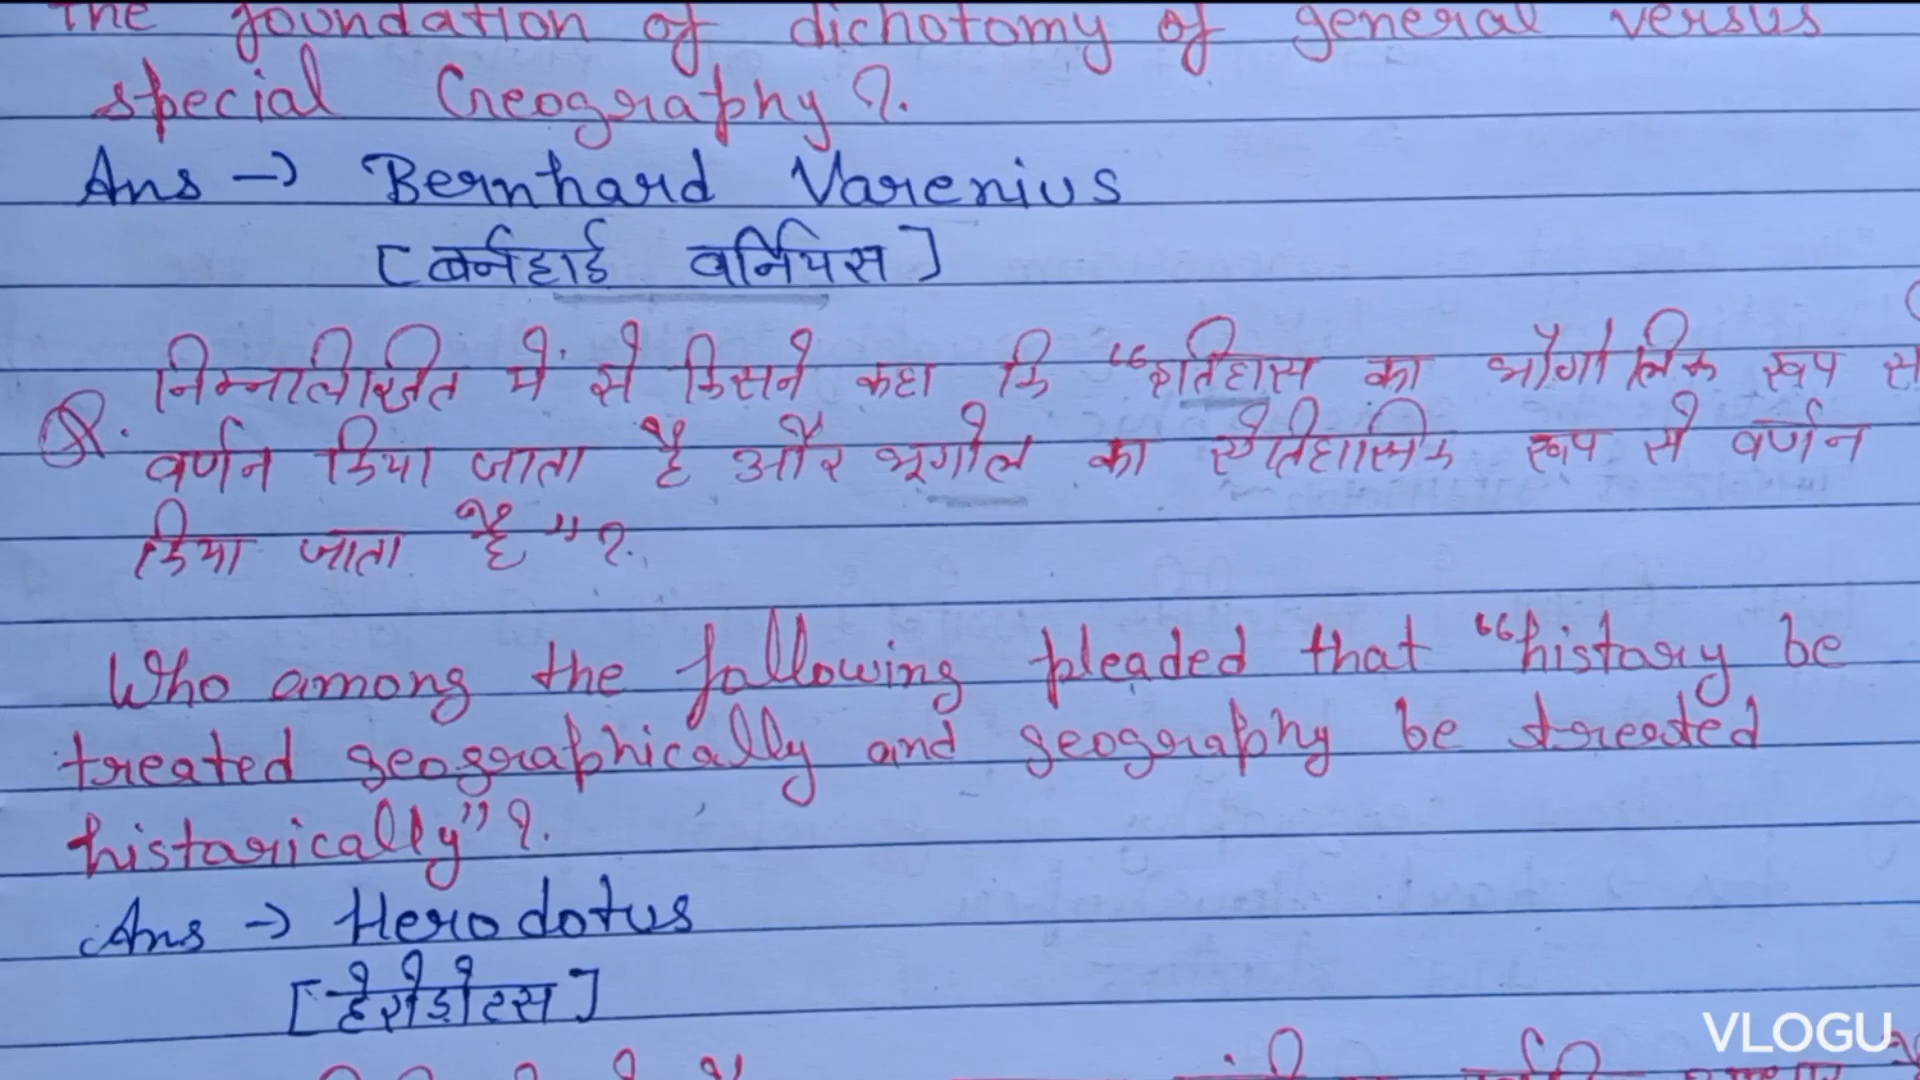 The foundation of dichotomy of general versus
special Geography?.
Ans → Bernhard Varenius
[बर्नहार्ड वर्नियस]
निम्नालिखित में से किसने कहा कि "इतिहास का भौगोलिक रूप से
Q. वर्णन किया जाता है और भूगोल का ऐतिहासिक रूप से वर्णन
किया जाता है"?.
Who among the following pleaded that "history be
treated geographically and geography be streated
historically"?.
Ans → Herodotus
[हेरोडोटस]
VLOGU